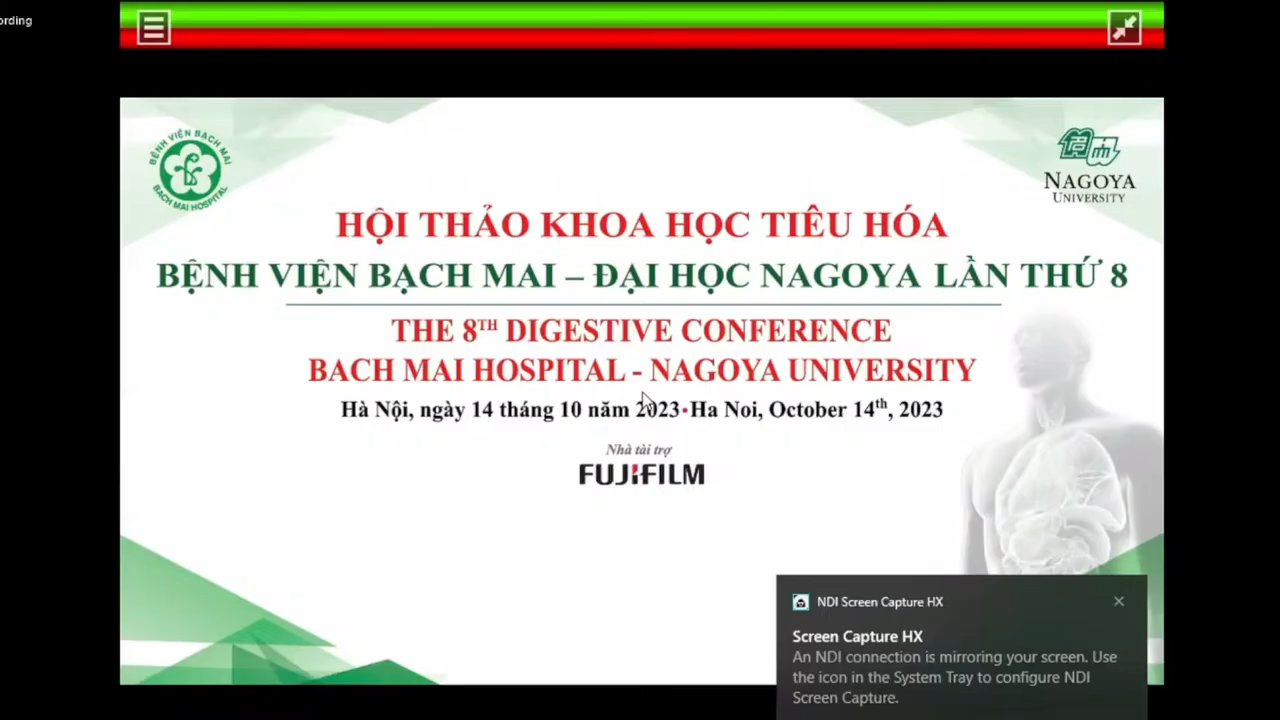 ording
BỆNH VIỆN BẠCH MAI
BACH MAI HOSPITAL
NAGOYA
UNIVERSITY
HỘI THẢO KHOA HỌC TIÊU HÓA
BỆNH VIỆN BẠCH MAI – ĐẠI HỌC NAGOYA LẦN THỨ 8
THE 8TH DIGESTIVE CONFERENCE
BACH MAI HOSPITAL - NAGOYA UNIVERSITY
Hà Nội, ngày 14 tháng 10 năm 2023•Ha Noi, October 14th, 2023
Nhà tài trợ
FUJIFILM
NDI Screen Capture HX
Screen Capture HX
An NDI connection is mirroring your screen. Use
the icon in the System Tray to configure NDI
Screen Capture.